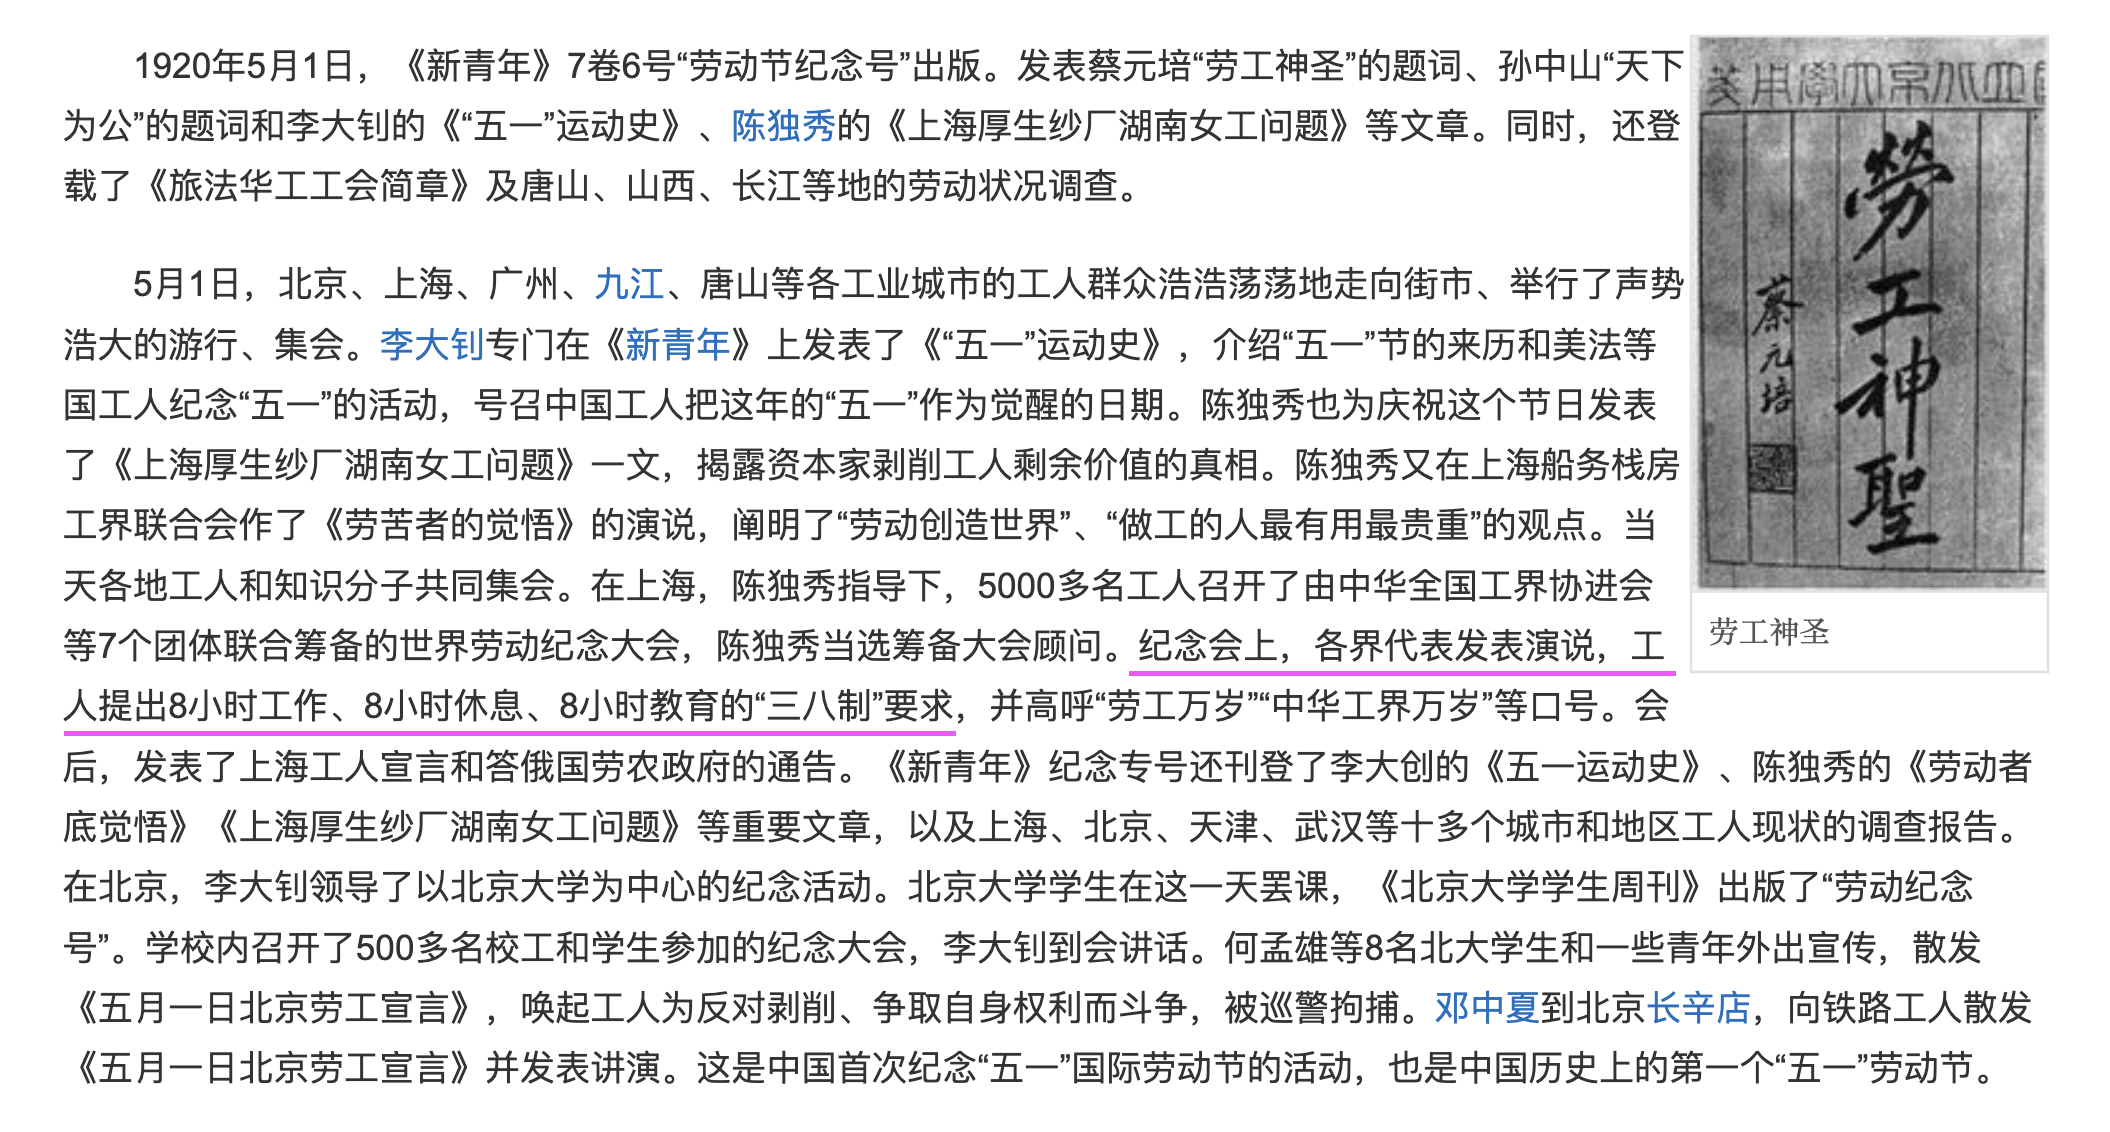 1920年5月1日，《新青年》7卷6号“劳动节纪念号”出版。发表蔡元培“劳工神圣”的题词、孙中山“天下
为公”的题词和李大钊的《“五一”运动史》、陈独秀的《上海厚生纱厂湖南女工问题》等文章。同时，还登
载了《旅法华工工会简章》及唐山、山西、长江等地的劳动状况调查。
5月1日，北京、上海、广州、九江、唐山等各工业城市的工人群众浩浩荡荡地走向街市、举行了声势
浩大的游行、集会。李大钊专门在《新青年》上发表了《“五一”运动史》，介绍“五一”节的来历和美法等
国工人纪念“五一”的活动，号召中国工人把这年的“五一”作为觉醒的日期。陈独秀也为庆祝这个节日发表
了《上海厚生纱厂湖南女工问题》一文，揭露资本家剥削工人剩余价值的真相。陈独秀又在上海船务栈房
工界联合会作了《劳苦者的觉悟》的演说，阐明了“劳动创造世界”、“做工的人最有用最贵重”的观点。当
天各地工人和知识分子共同集会。在上海，陈独秀指导下，5000多名工人召开了由中华全国工界协进会
等7个团体联合筹备的世界劳动纪念大会，陈独秀当选筹备大会顾问。纪念会上，各界代表发表演说，工
人提出8小时工作、8小时休息、8小时教育的“三八制”要求，并高呼“劳工万岁”“中华工界万岁”等口号。会
后，发表了上海工人宣言和答俄国劳农政府的通告。《新青年》纪念专号还刊登了李大创的《五一运动史》、陈独秀的《劳动者
底觉悟》《上海厚生纱厂湖南女工问题》等重要文章，以及上海、北京、天津、武汉等十多个城市和地区工人现状的调查报告。
在北京，李大钊领导了以北京大学为中心的纪念活动。北京大学学生在这一天罢课，《北京大学学生周刊》出版了“劳动纪念
号”。学校内召开了500多名校工和学生参加的纪念大会，李大钊到会讲话。何孟雄等8名北大学生和一些青年外出宣传，散发
《五月一日北京劳工宣言》，唤起工人为反对剥削、争取自身权利而斗争，被巡警拘捕。邓中夏到北京长辛店，向铁路工人散发
《五月一日北京劳工宣言》并发表讲演。这是中国首次纪念“五一”国际劳动节的活动，也是中国历史上的第一个“五一”劳动节。
勞工神聖
蔡元培
劳工神圣